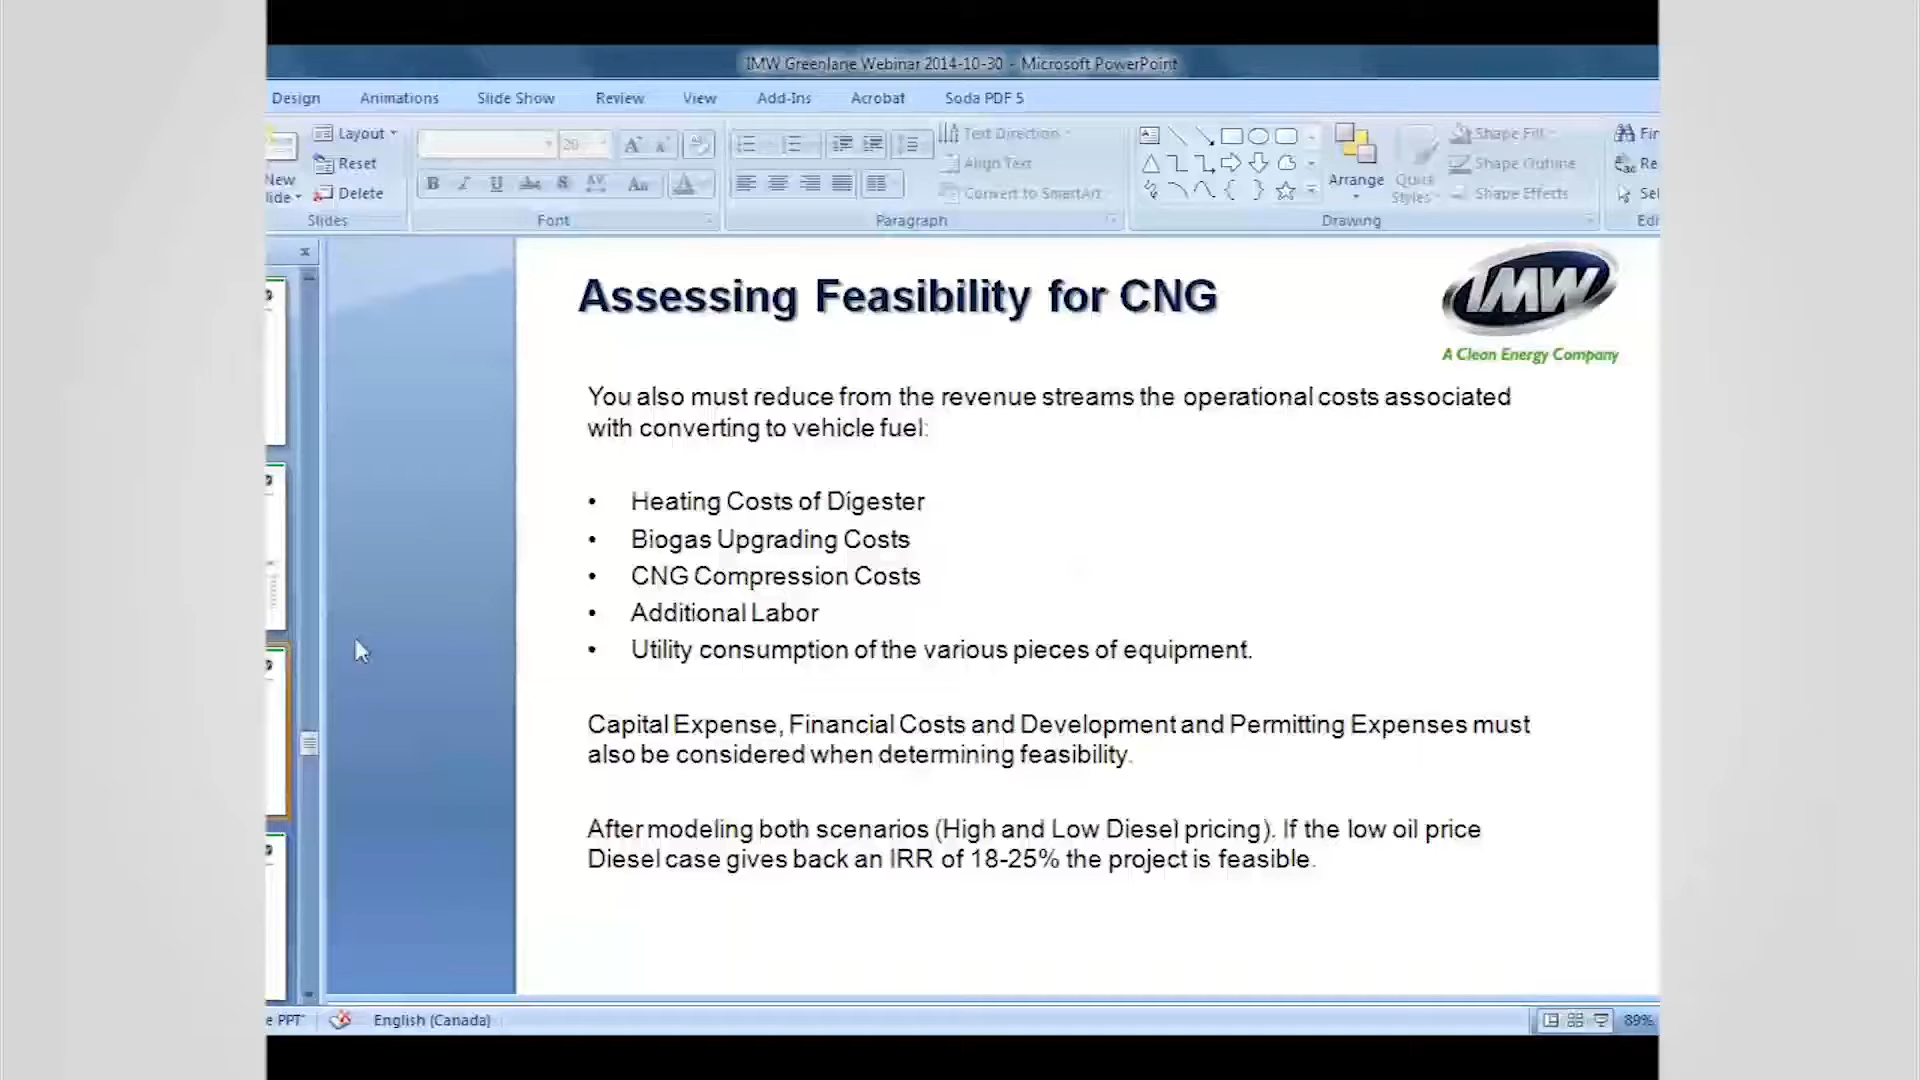 IMW Greenlane Webinar 2014-10-30 - Microsoft PowerPoint
Design Animations Slide Show Review View Add-Ins Acrobat Soda PDF 5
Layout
Reset
New
Delete
Slides
20
Font
Text Direction
Align Text
Convert to SmartArt
Paragraph
Arrange
Quick
Styles
Shape Fill
Shape Outline
Shape Effects
Drawing
Assessing Feasibility for CNG
IMW
A Clean Energy Company
You also must reduce from the revenue streams the operational costs associated
with converting to vehicle fuel:
• Heating Costs of Digester
• Biogas Upgrading Costs
• CNG Compression Costs
• Additional Labor
• Utility consumption of the various pieces of equipment.
Capital Expense, Financial Costs and Development and Permitting Expenses must
also be considered when determining feasibility.
After modeling both scenarios (High and Low Diesel pricing). If the low oil price
Diesel case gives back an IRR of 18-25% the project is feasible.
e PPT" English (Canada) 89%